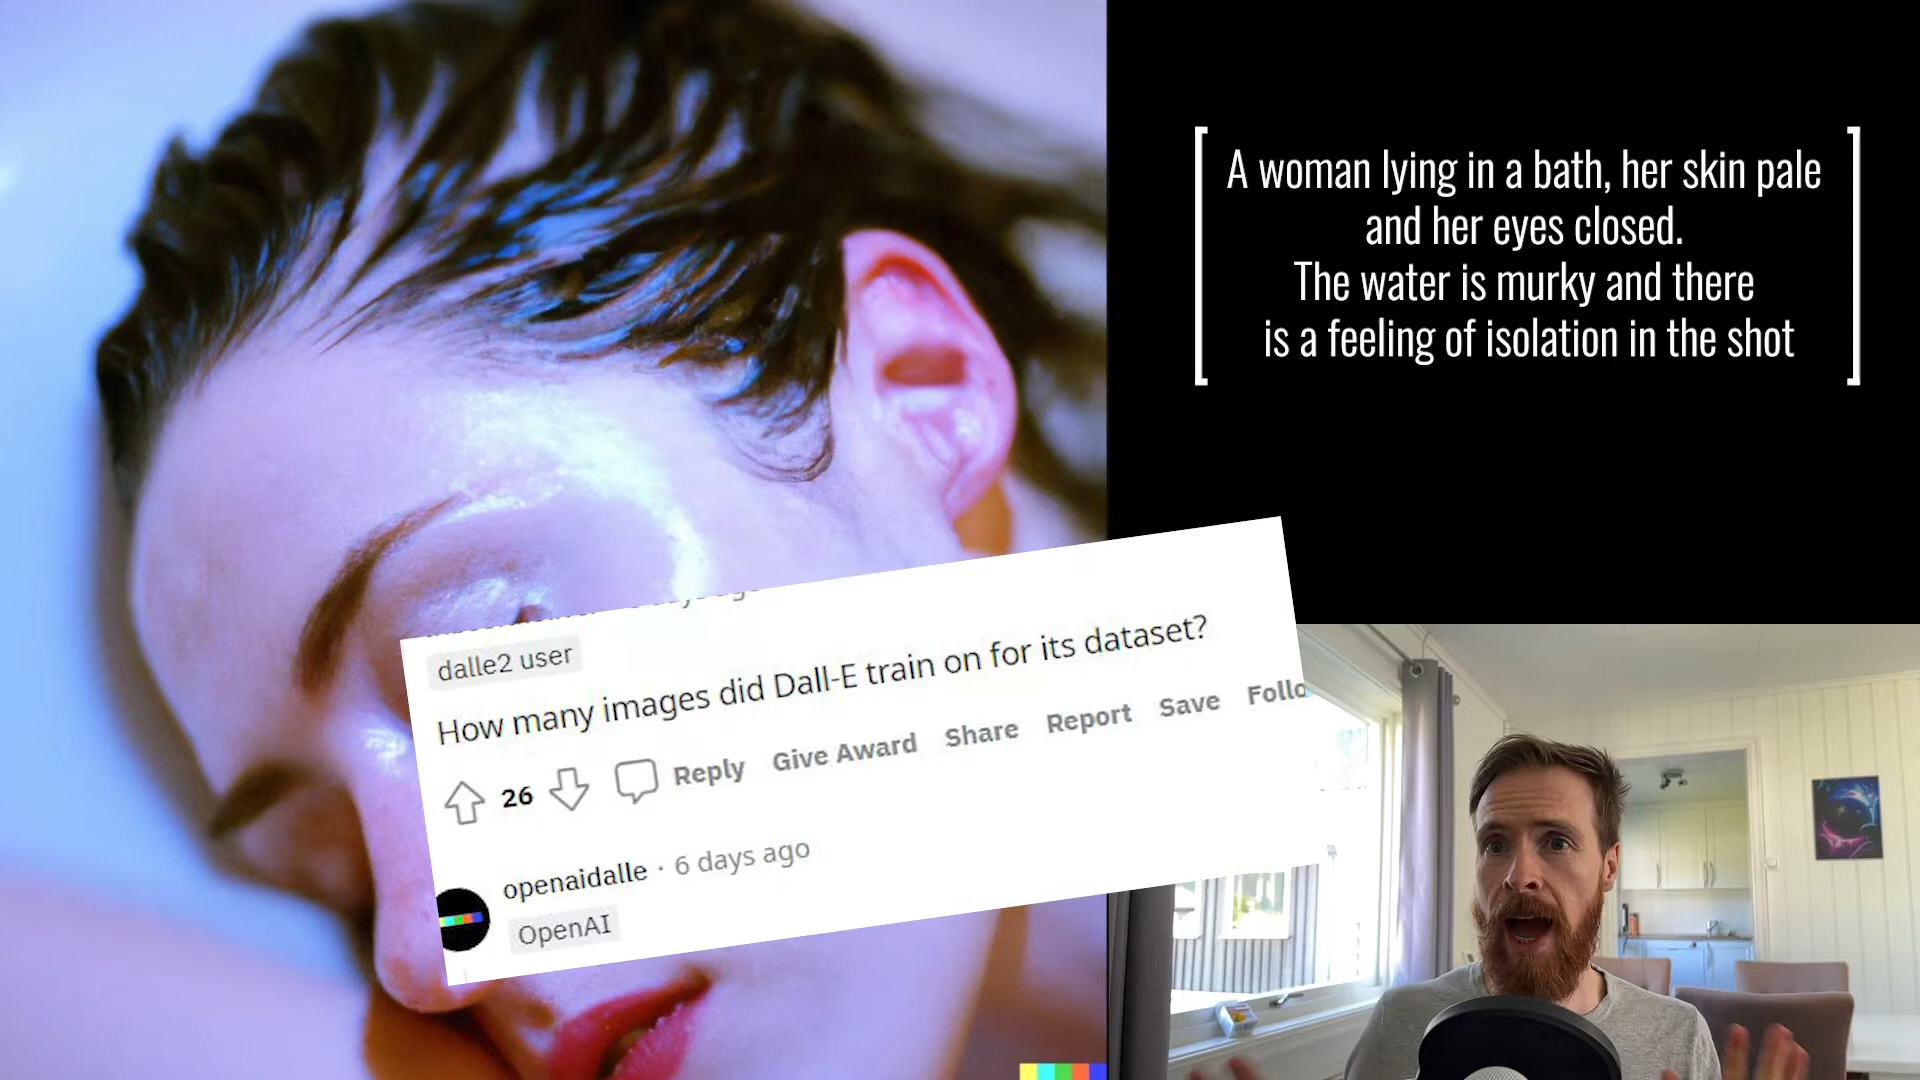 A woman lying in a bath, her skin pale
and her eyes closed.
The water is murky and there
is a feeling of isolation in the shot
dalle2 user
How many images did Dall-E train on for its dataset?
26 Reply Give Award Share Report Save Follo
openaidalle · 6 days ago
OpenAI